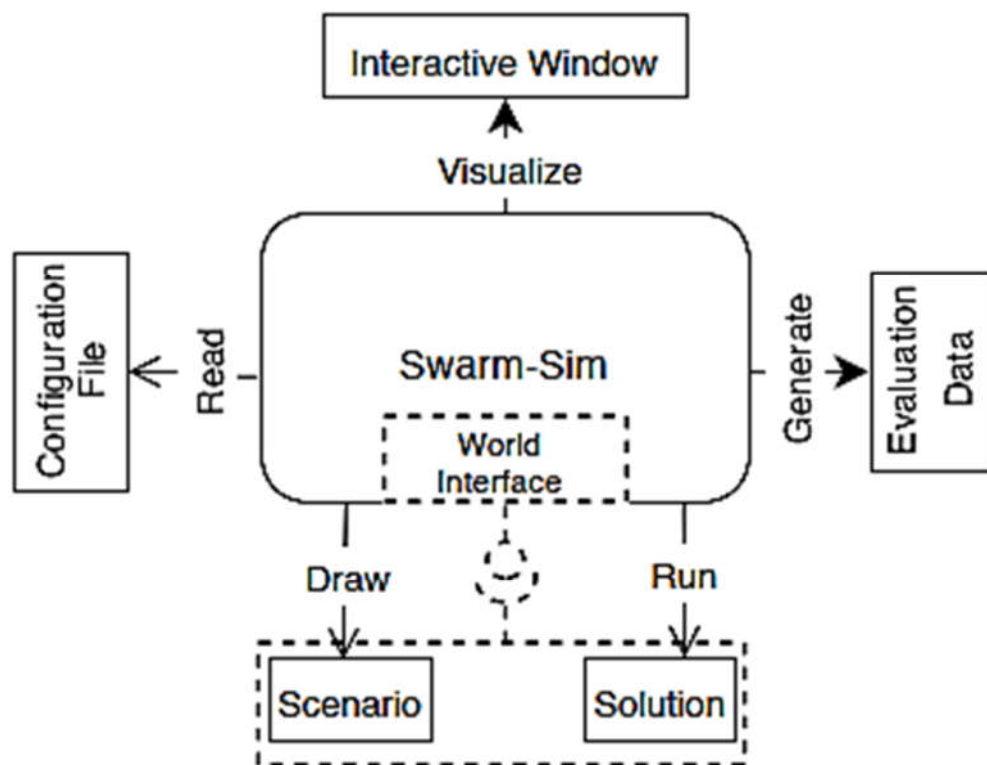 Interactive Window
Visualize
Configuration
File
Read
Swarm-Sim
Generate
Evaluation
Data
World
Interface
Draw
Run
Scenario
Solution